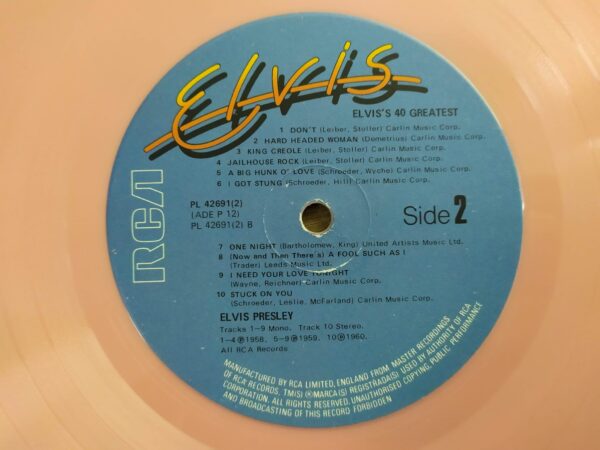 Elvis
ELVIS'S 40 GREATEST
1 DON'T (Leiber, Stoller) Carlin Music Corp.
2 HARD HEADED WOMAN (Demetrius) Carlin Music Corp.
3 KING CREOLE (Leiber, Stoller) Carlin Music Corp.
4 JAILHOUSE ROCK (Leiber, Stoller) Carlin Music Corp.
5 A BIG HUNK O' LOVE (Schroeder, Wyche) Carlin Music Corp.
6 I GOT STUNG (Schroeder, Hill) Carlin Music Corp.
RCA
PL 42691(2)
(ADE P 12)
PL 42691(2) B
Side 2
7 ONE NIGHT (Bartholomew, King) United Artists Music Ltd.
8 (Now and Then There's) A FOOL SUCH AS I
(Trader) Leeds Music Ltd.
9 I NEED YOUR LOVE TONIGHT
(Wayne, Reichner) Carlin Music Corp.
10 STUCK ON YOU
(Schroeder, Leslie, McFarland) Carlin Music Corp.
ELVIS PRESLEY
Tracks 1-9 Mono. Track 10 Stereo.
1-4 ℗ 1958. 5-9 ℗ 1959. 10 ℗ 1960.
All RCA Records
MANUFACTURED BY RCA LIMITED, ENGLAND FROM MASTER RECORDINGS
OF RCA RECORDS. TM(S) ® MARCA(S) REGISTRADA(S) USED BY AUTHORITY OF RCA
CORPORATION. ALL RIGHTS RESERVED. UNAUTHORISED COPYING, PUBLIC PERFORMANCE
AND BROADCASTING OF THIS RECORD FORBIDDEN